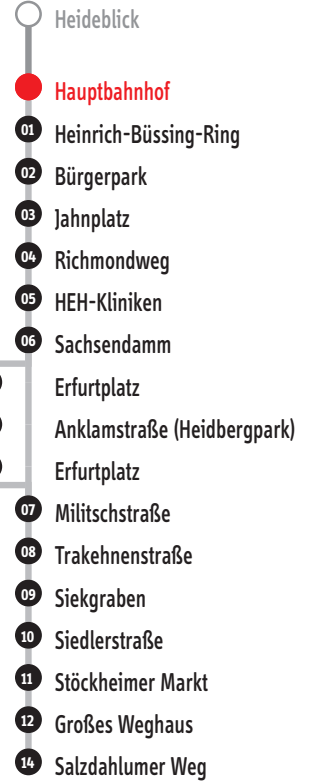 Heideblick
Hauptbahnhof
01 Heinrich-Büssing-Ring
02 Bürgerpark
03 Jahnplatz
04 Richmondweg
05 HEH-Kliniken
06 Sachsendamm
Erfurtplatz
Anklamstraße (Heidbergpark)
Erfurtplatz
07 Militschstraße
08 Trakehnenstraße
09 Siekgraben
10 Siedlerstraße
11 Stöckheimer Markt
12 Großes Weghaus
14 Salzdahlumer Weg